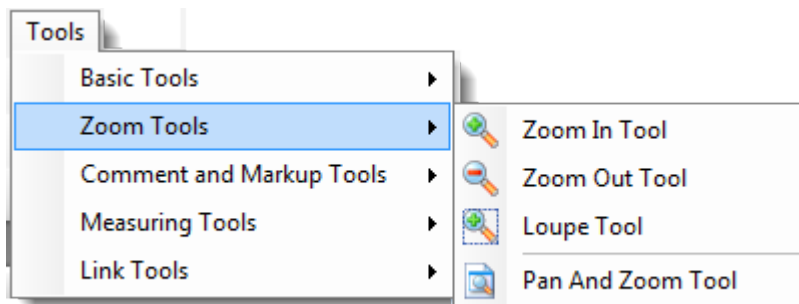 Tools
Basic Tools
Zoom Tools
Comment and Markup Tools
Measuring Tools
Link Tools
Zoom In Tool
Zoom Out Tool
Loupe Tool
Pan And Zoom Tool